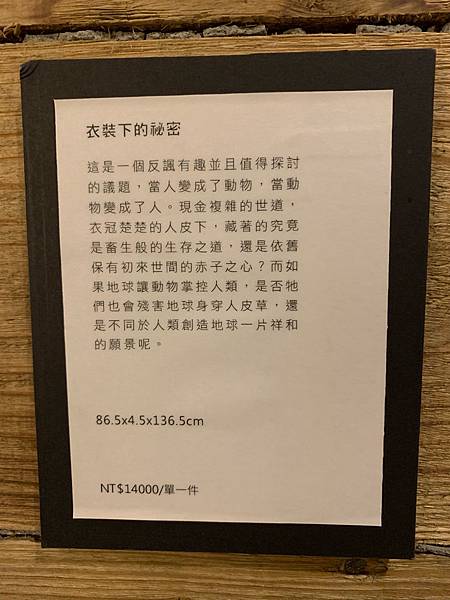 衣裝下的祕密
這是一個反諷有趣並且值得探討
的議題，當人變成了動物，當動
物變成了人。現金複雜的世道，
衣冠楚楚的人皮下，藏著的究竟
是畜生般的生存之道，還是依舊
保有初來世間的赤子之心？而如
果地球讓動物掌控人類，是否牠
們也會殘害地球身穿人皮草，還
是不同於人類創造地球一片祥和
的願景呢。
86.5x4.5x136.5cm
NT$14000/單一件